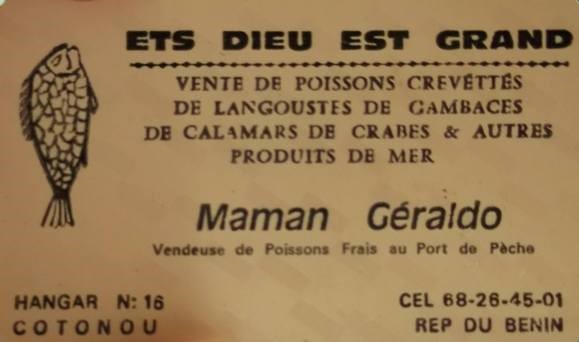 ETS DIEU EST GRAND
VENTE DE POISSONS CREVÉTTÉS
DE LANGOUSTES DE GAMBACES
DE CALAMARS DE CRABES & AUTRES
PRODUITS DE MER
Maman Géraldo
Vendeuse de Poissons Frais au Port de Pèche
HANGAR N: 16
COTONOU
CEL 68-26-45-01
REP DU BENIN